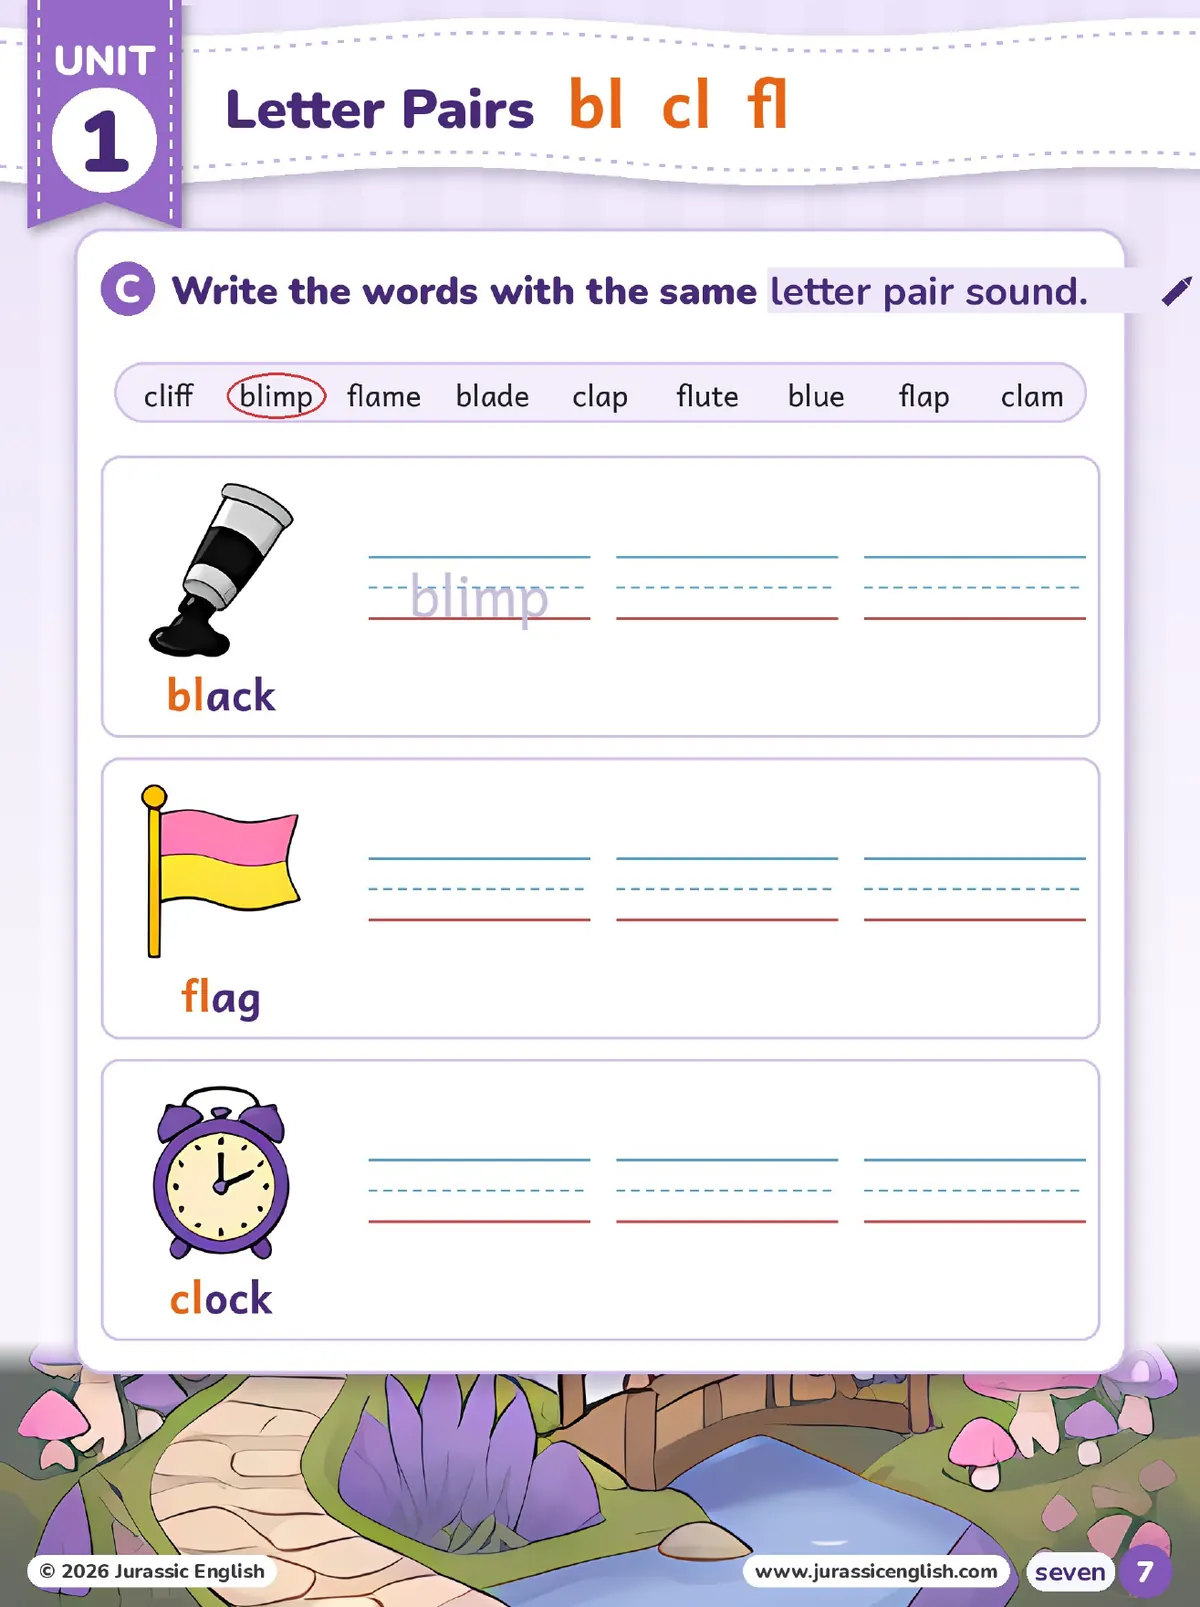 UNIT
1
Letter Pairs bl cl fl
C Write the words with the same letter pair sound.
cliff blimp flame blade clap flute blue flap clam
blimp
black
flag
clock
© 2026 Jurassic English
www.jurassicenglish.com
seven 7